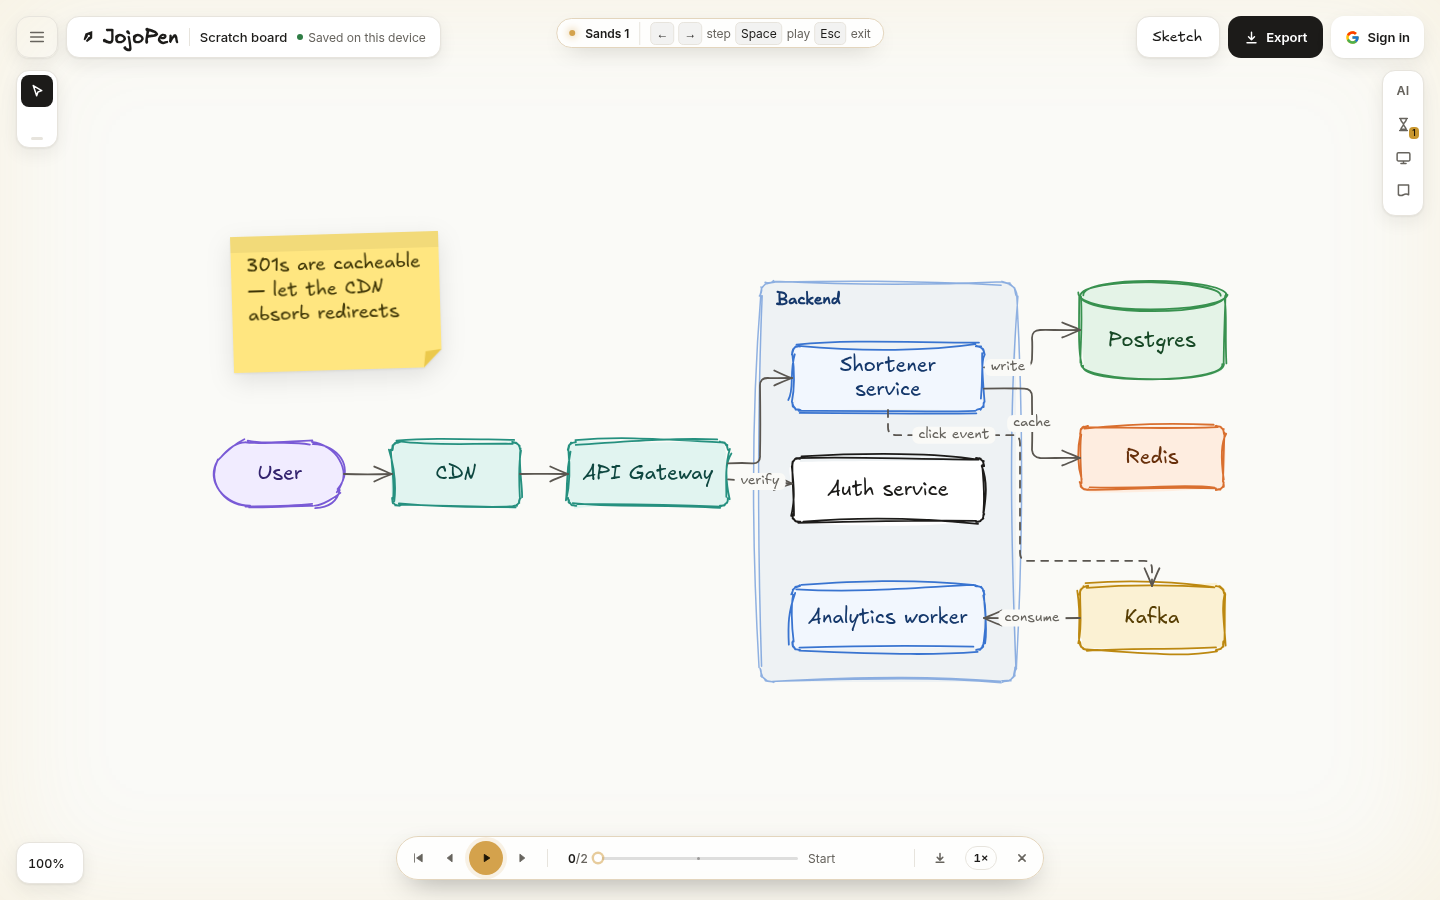 JojoPen
Scratch board
Saved on this device
Sands 1
← → step Space play Esc exit
Sketch
Export
Sign in
AI
1
301s are cacheable
— let the CDN
absorb redirects
Backend
Shortener
service
write
Postgres
cache
click event
User
CDN
API Gateway
verify
Auth service
Redis
Analytics worker
consume
Kafka
100%
0/2
Start
1×